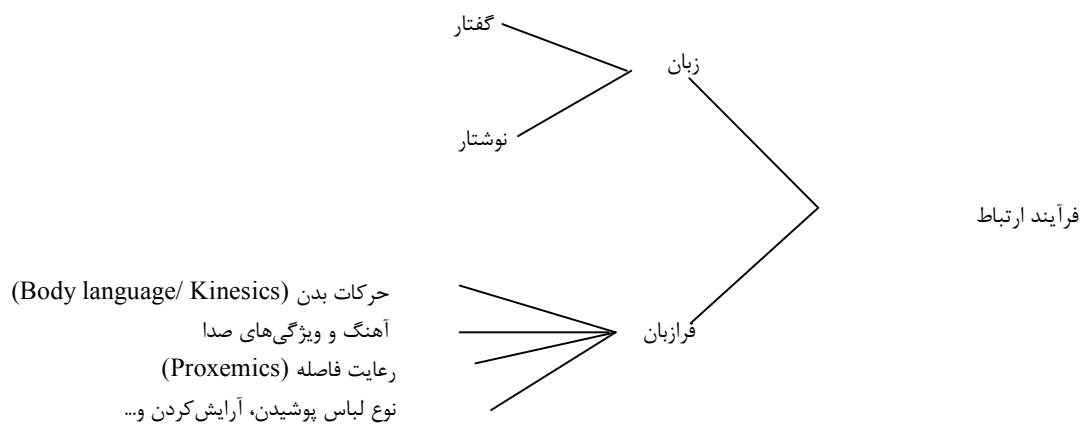 گفتار
زبان
نوشتار
فرآیند ارتباط
حرکات بدن (Body language/ Kinesics)
آهنگ و ویژگی‌های صدا
فرازبان
رعایت فاصله (Proxemics)
نوع لباس پوشیدن، آرایش‌کردن و...